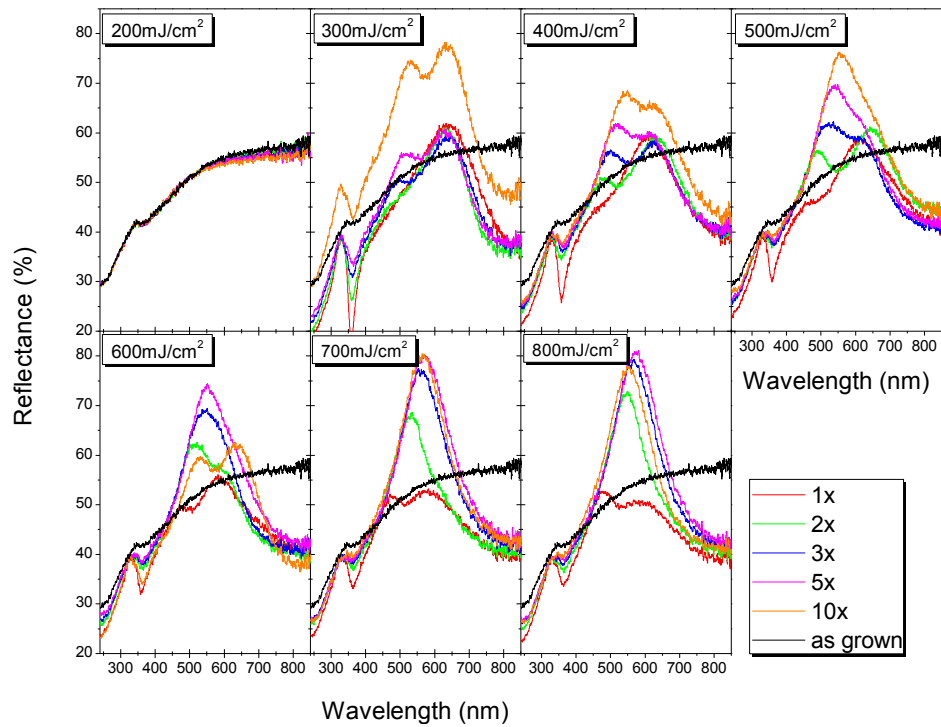 200mJ/cm²
300mJ/cm²
400mJ/cm²
500mJ/cm²
80
70
60
50
40
30
20
300 400 500 600 700 800
Wavelength (nm)
Reflectance (%)
600mJ/cm²
700mJ/cm²
800mJ/cm²
80
70
60
50
40
30
20
300 400 500 600 700 800
300 400 500 600 700 800
300 400 500 600 700 800
Wavelength (nm)
1x
2x
3x
5x
10x
as grown